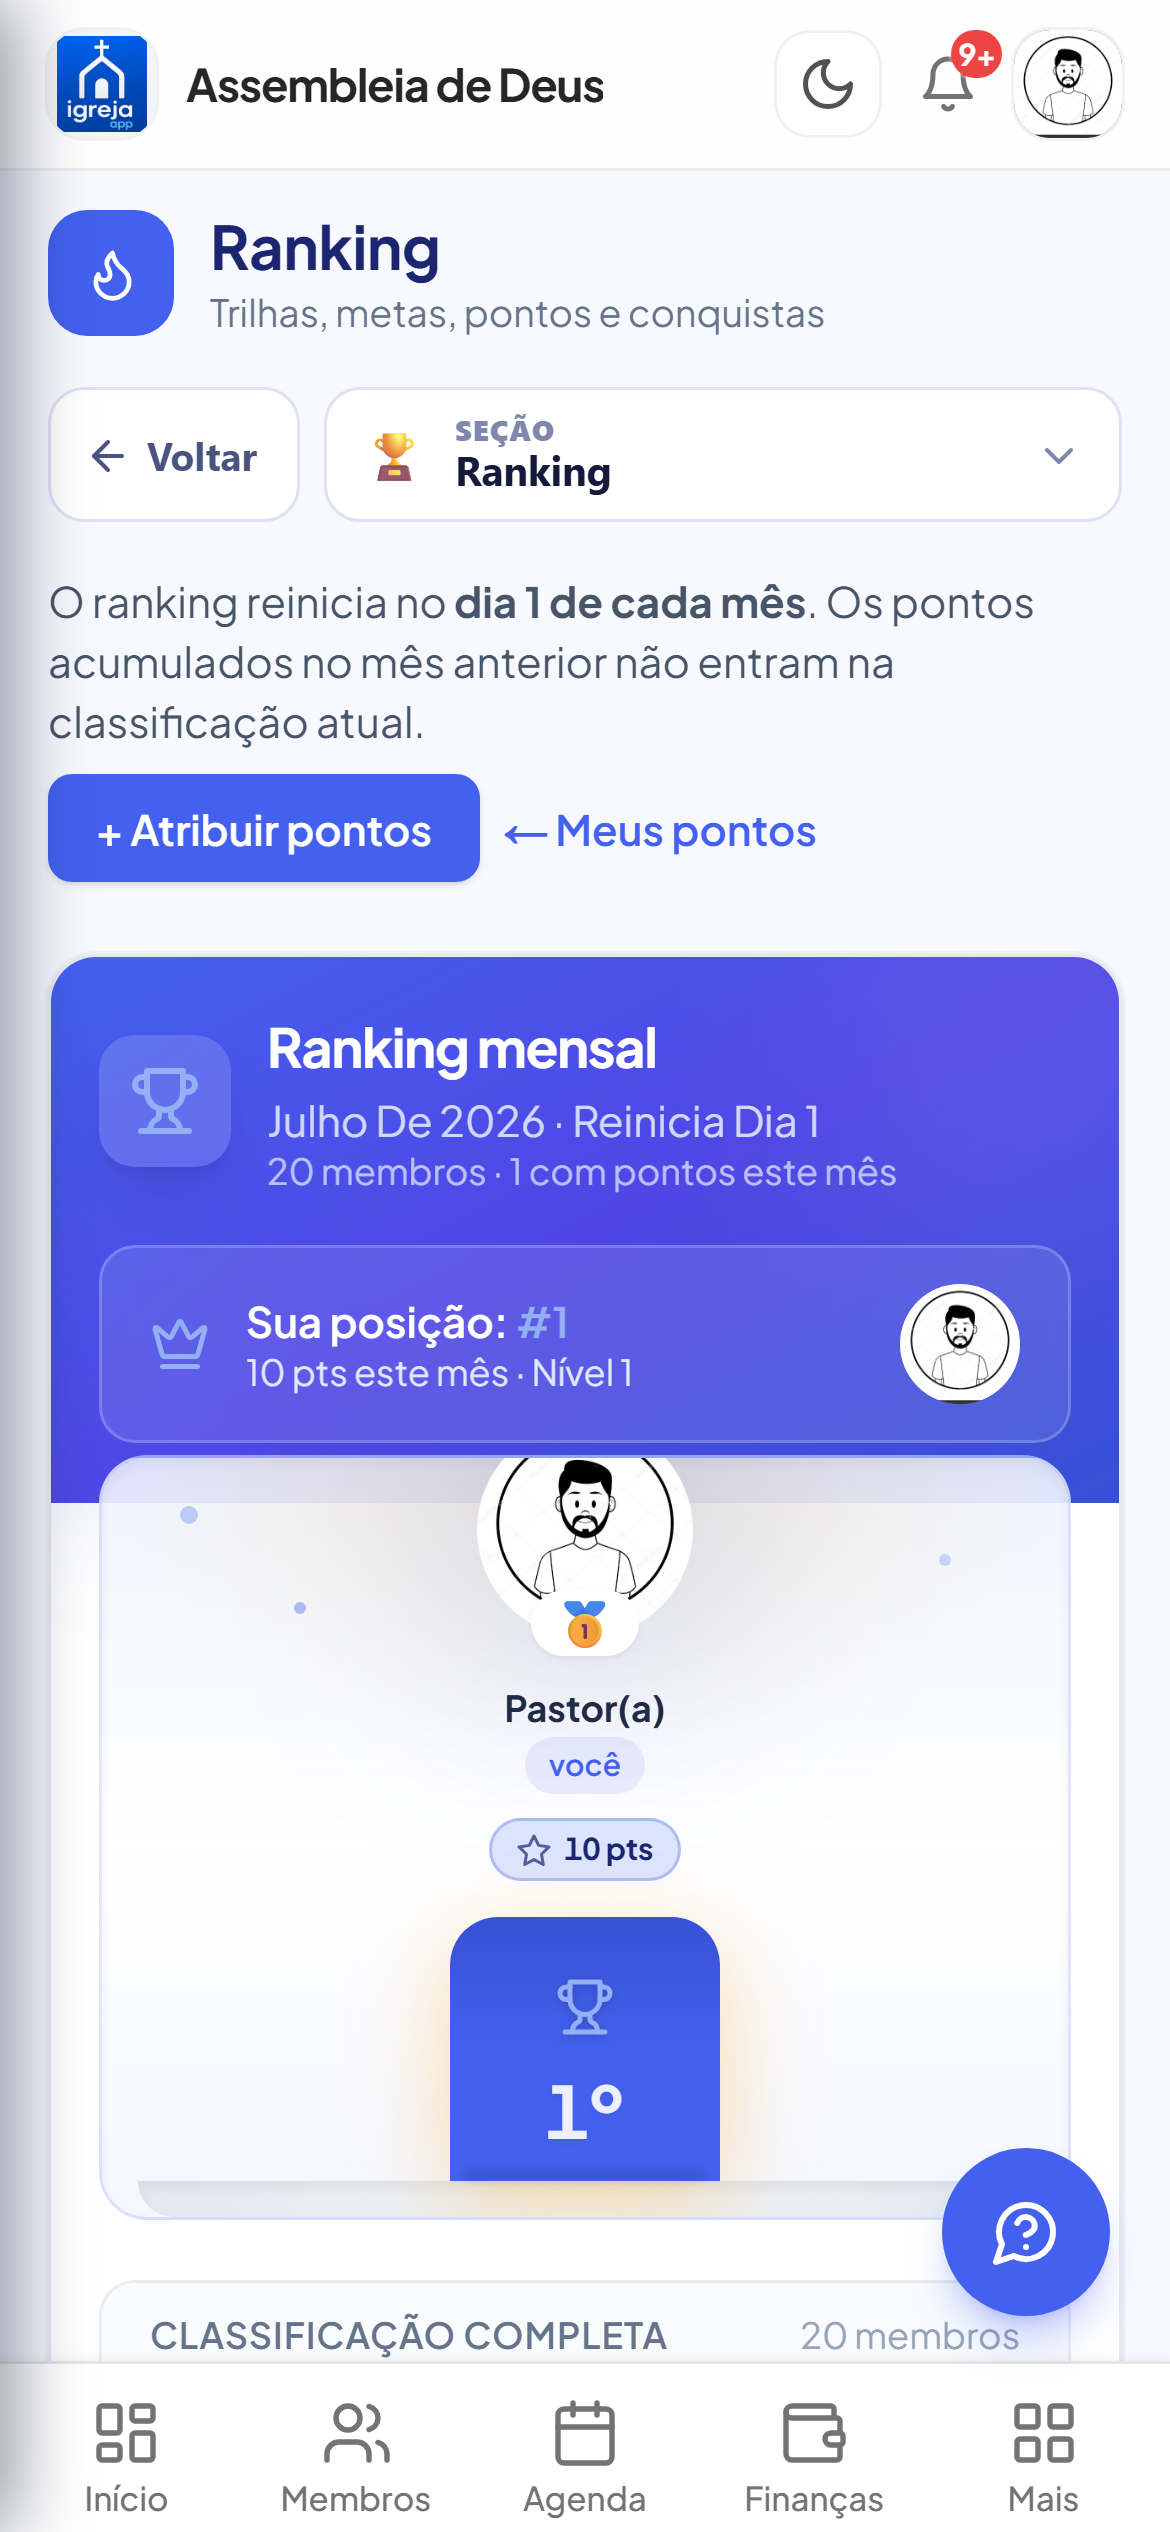 igreja
app
Assembleia de Deus
9+
Ranking
Trilhas, metas, pontos e conquistas
Voltar
SEÇÃO
Ranking
O ranking reinicia no dia 1 de cada mês. Os pontos
acumulados no mês anterior não entram na
classificação atual.
+ Atribuir pontos
← Meus pontos
Ranking mensal
Julho De 2026 · Reinicia Dia 1
20 membros · 1 com pontos este mês
Sua posição: #1
10 pts este mês · Nível 1
1
Pastor(a)
você
10 pts
1º
CLASSIFICAÇÃO COMPLETA
20 membros
Início
Membros
Agenda
Finanças
Mais